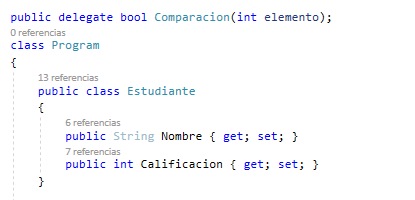 public delegate bool Comparacion(int elemento);
0 referencias
class Program
{
13 referencias
public class Estudiante
{
6 referencias
public String Nombre { get; set; }
7 referencias
public int Calificacion { get; set; }
}